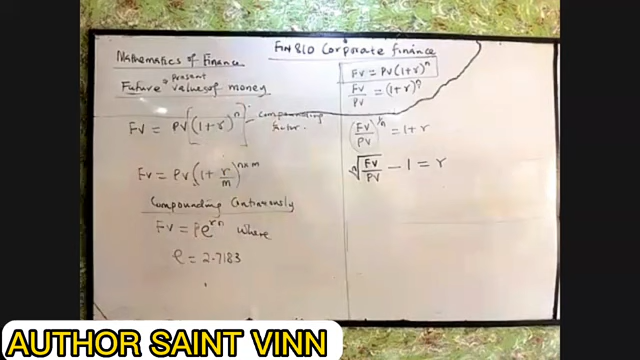 FIN 810 Corporate finance
Mathematics of Finance
Future & present values of money
FV = PV[(1+r)^n] - Compounding factor.
FV = PV(1 + r/m)^n×m
Compounding Continuously
FV = Pe^rn where
e = 2.7183
FV = PV(1+r)^n
FV/PV = (1+r)^n
(FV/PV)^1/n = 1+r
n√(FV/PV) - 1 = r
AUTHOR SAINT VINN